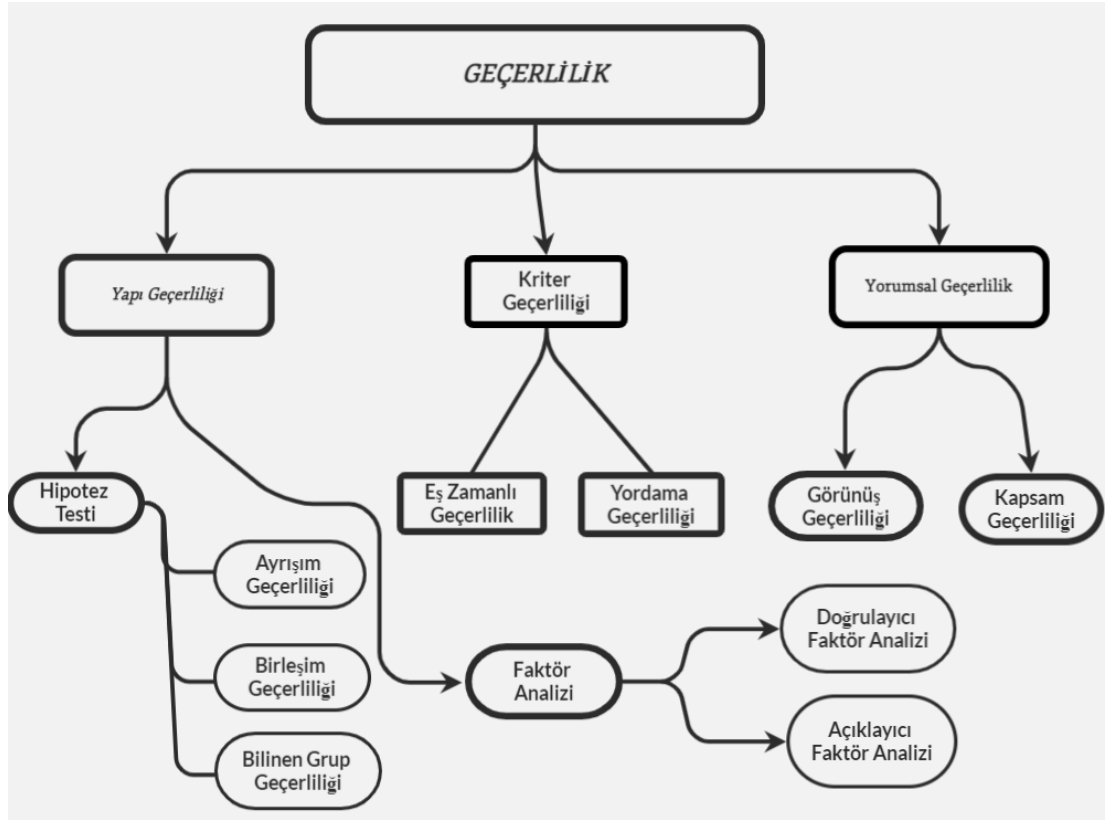 GEÇERLİLİK
Yapı Geçerliliği
Kriter
Geçerliliği
Yorumsal Geçerlilik
Hipotez
Testi
Eş Zamanlı
Geçerlilik
Yordama
Geçerliliği
Görünüş
Geçerliliği
Kapsam
Geçerliliği
Ayrışım
Geçerliliği
Birleşim
Geçerliliği
Bilinen Grup
Geçerliliği
Faktör
Analizi
Doğrulayıcı
Faktör Analizi
Açıklayıcı
Faktör Analizi